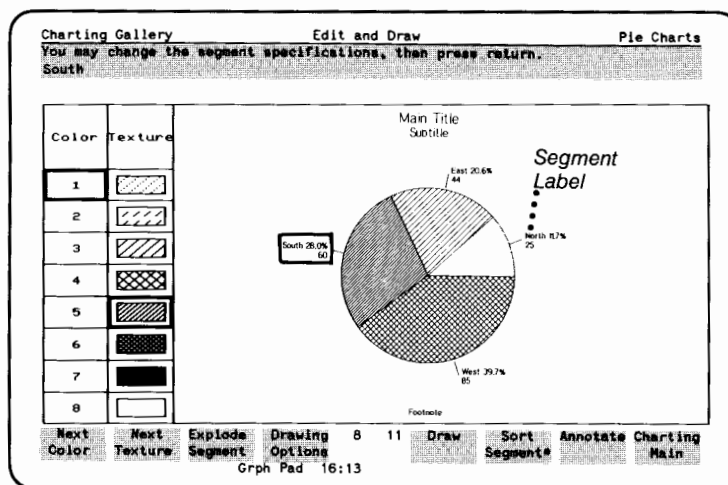 Charting Gallery Edit and Draw Pie Charts
You may change the segment specifications, then press return.
South
Main Title
Subtitle
Color Texture
East 20.6%
44
Segment
Label
1
2
3
4
5
6
7
8
South 28.0%
60
North 11.7%
25
West 39.7%
85
Footnote
Next Next Explode Drawing 8 11 Draw Sort Annotate Charting
Color Texture Segment Options Segments Main
Grph Pad 16:13